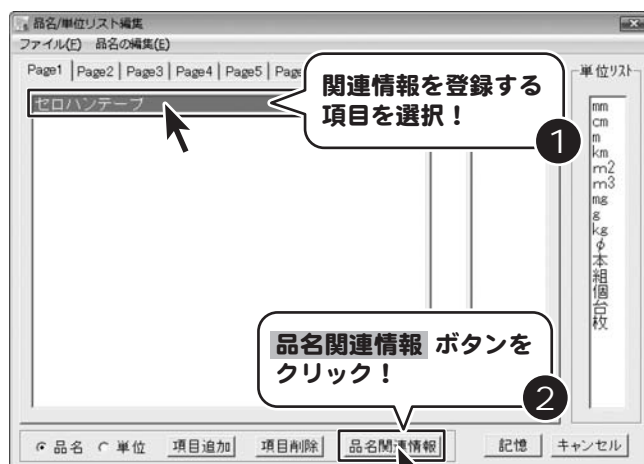 品名/単位リスト編集
ファイル(F) 品名の編集(E)
Page1 Page2 Page3 Page4 Page5
単位リスト
セロハンテープ
関連情報を登録する
項目を選択！
1
mm
cm
m
km
m2
m3
mg
g
kg
φ
本
組
個
台
枚
品名関連情報 ボタンを
クリック！
2
品名 単位 項目追加 項目削除 品名関連情報 記憶 キャンセル